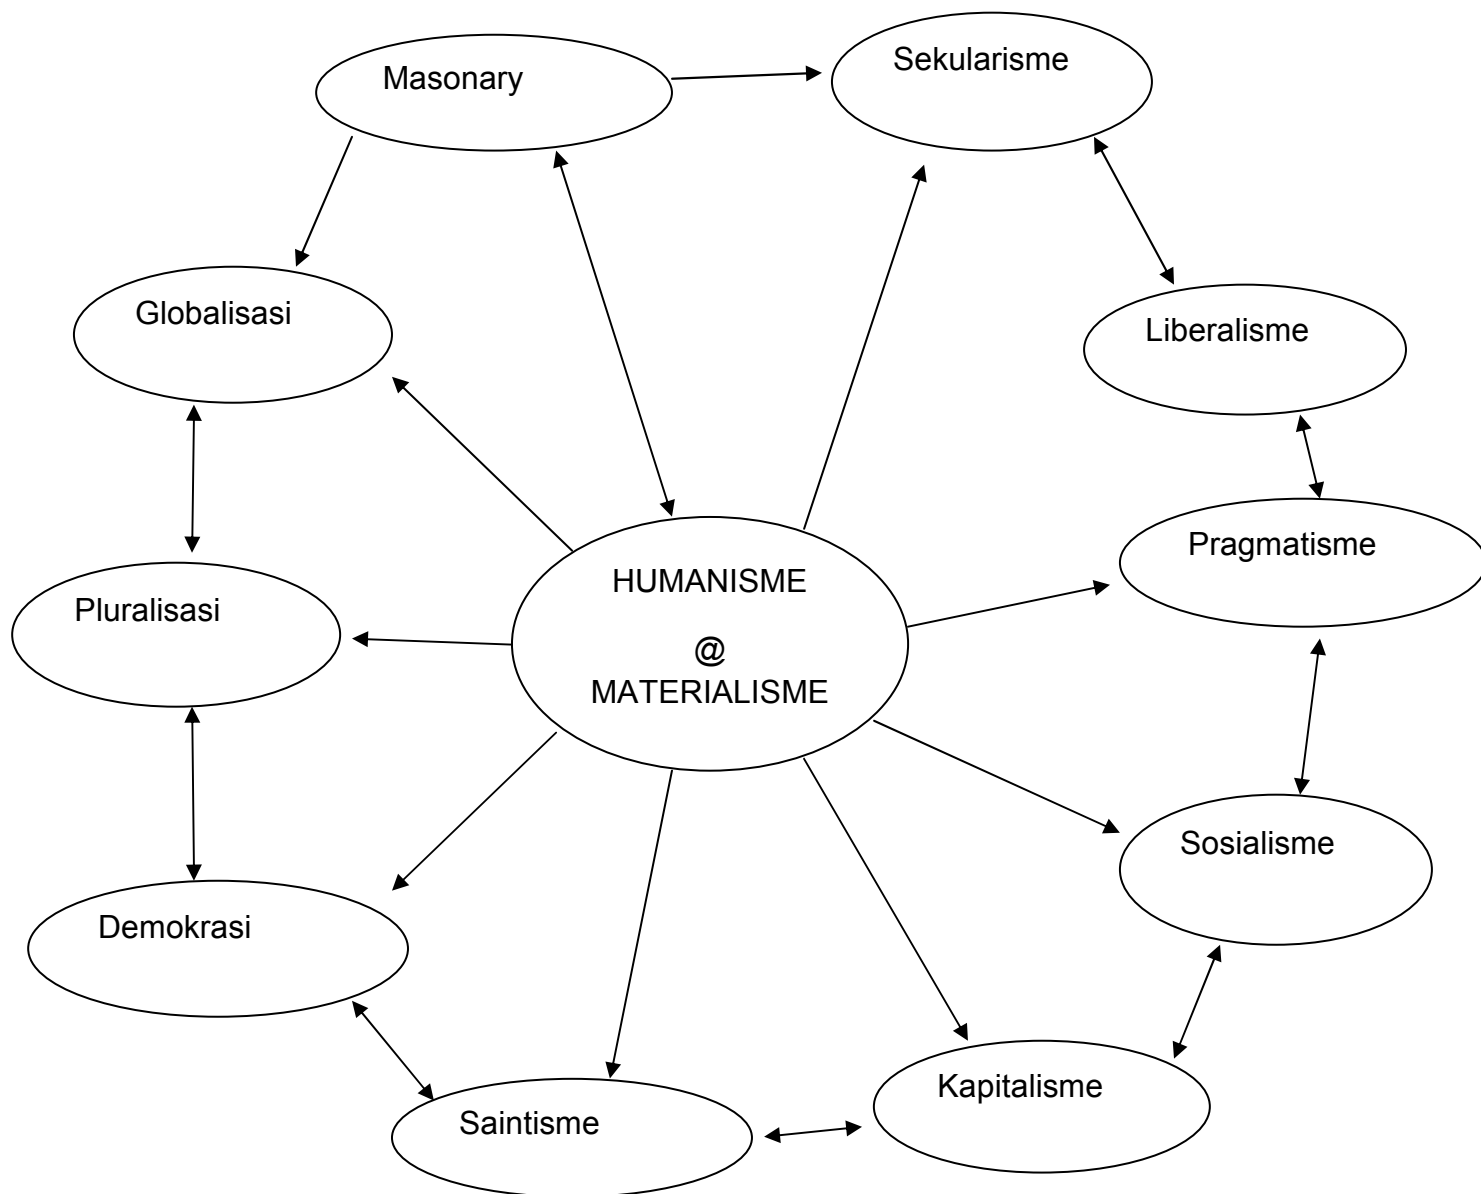 Masonary
Sekularisme
Globalisasi
Liberalisme
Pragmatisme
HUMANISME
@
MATERIALISME
Pluralisasi
Sosialisme
Demokrasi
Kapitalisme
Saintisme